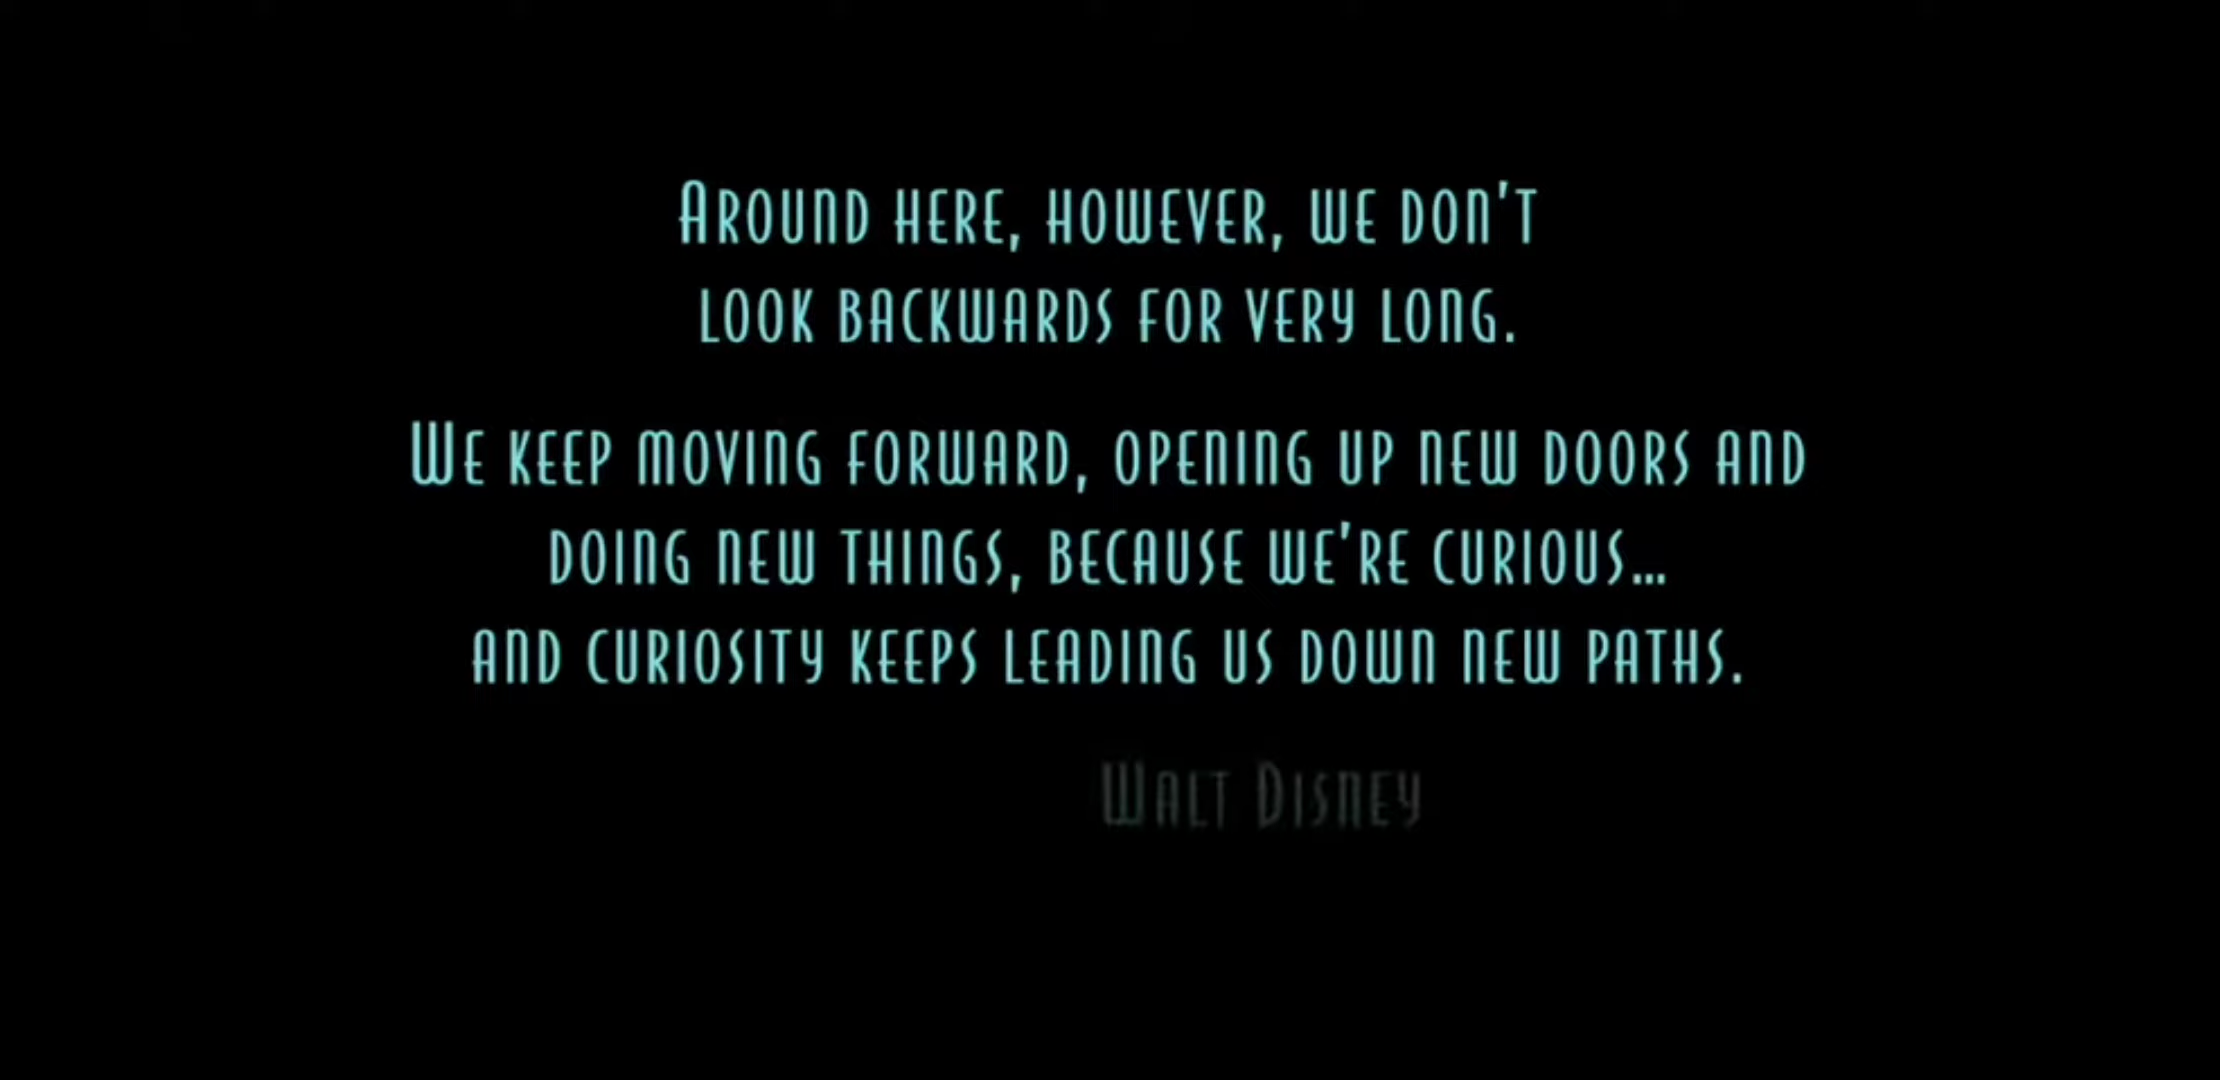 Around here, however, we don't
look backwards for very long.
We keep moving forward, opening up new doors and
doing new things, because we're curious...
and curiosity keeps leading us down new paths.
Walt Disney